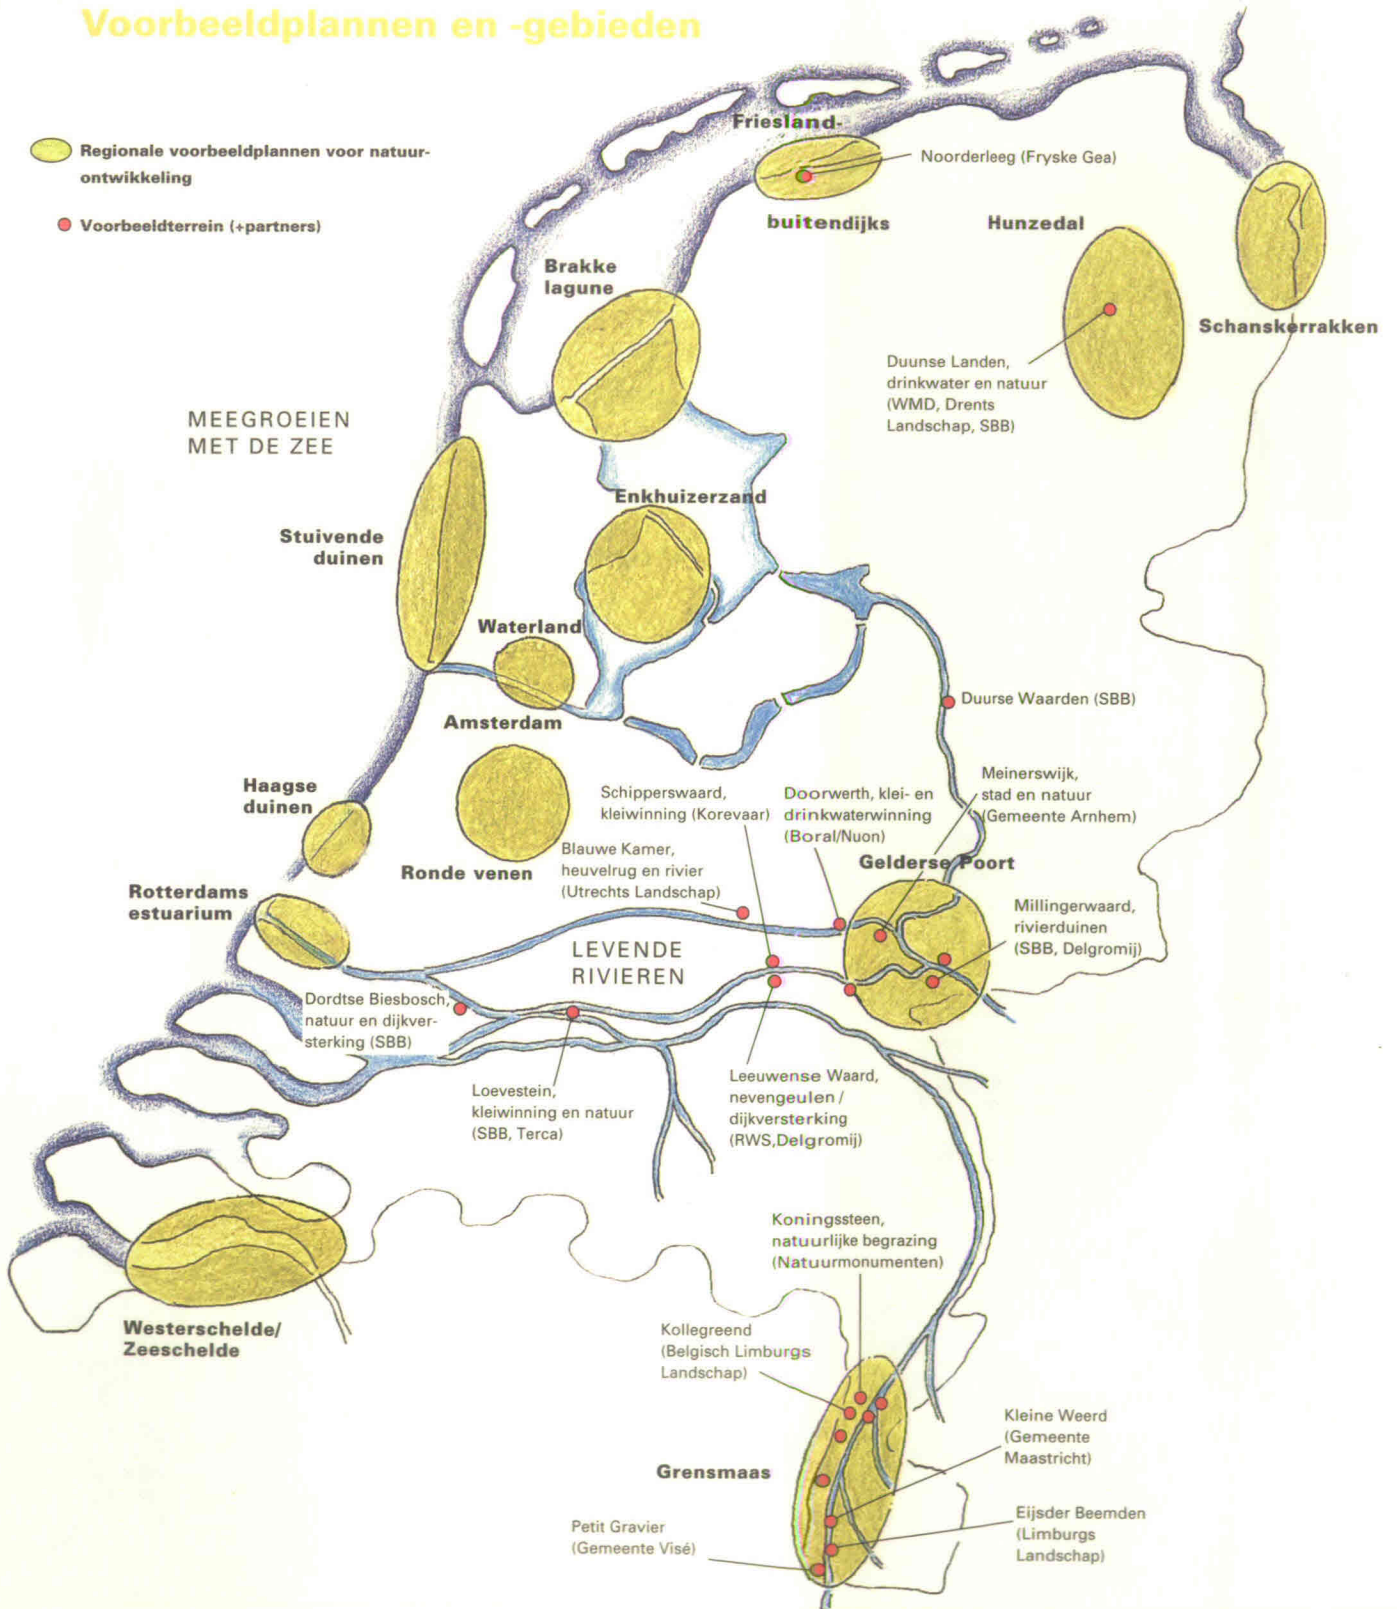 Voorbeeldplannen en -gebieden
Regionale voorbeeldplannen voor natuur-
ontwikkeling
Voorbeeldterrein (+partners)
Friesland-
buitendijks
Noorderleeg (Fryske Gea)
Hunzedal
Schanskerrakken
Duunse Landen,
drinkwater en natuur
(WMD, Drents
Landschap, SBB)
Brakke
lagune
MEEGROEIEN
MET DE ZEE
Enkhuizerzand
Stuivende
duinen
Waterland
Amsterdam
Duurse Waarden (SBB)
Haagse
duinen
Ronde venen
Schipperswaard,
kleiwinning (Korevaar)
Doorwerth, klei- en
drinkwaterwinning
(Boral/Nuon)
Meinerswijk,
stad en natuur
(Gemeente Arnhem)
Blauwe Kamer,
heuvelrug en rivier
(Utrechts Landschap)
Gelderse Poort
Rotterdams
estuarium
Millingerwaard,
rivierduinen
(SBB, Delgromij)
LEVENDE
RIVIEREN
Dordtse Biesbosch,
natuur en dijkver-
sterking (SBB)
Loevestein,
kleiwinning en natuur
(SBB, Terca)
Leeuwense Waard,
nevengeulen /
dijkversterking
(RWS,Delgromij)
Koningssteen,
natuurlijke begrazing
(Natuurmonumenten)
Westerschelde/
Zeeschelde
Kollegreend
(Belgisch Limburgs
Landschap)
Kleine Weerd
(Gemeente
Maastricht)
Grensmaas
Petit Gravier
(Gemeente Visé)
Eijsder Beemden
(Limburgs
Landschap)